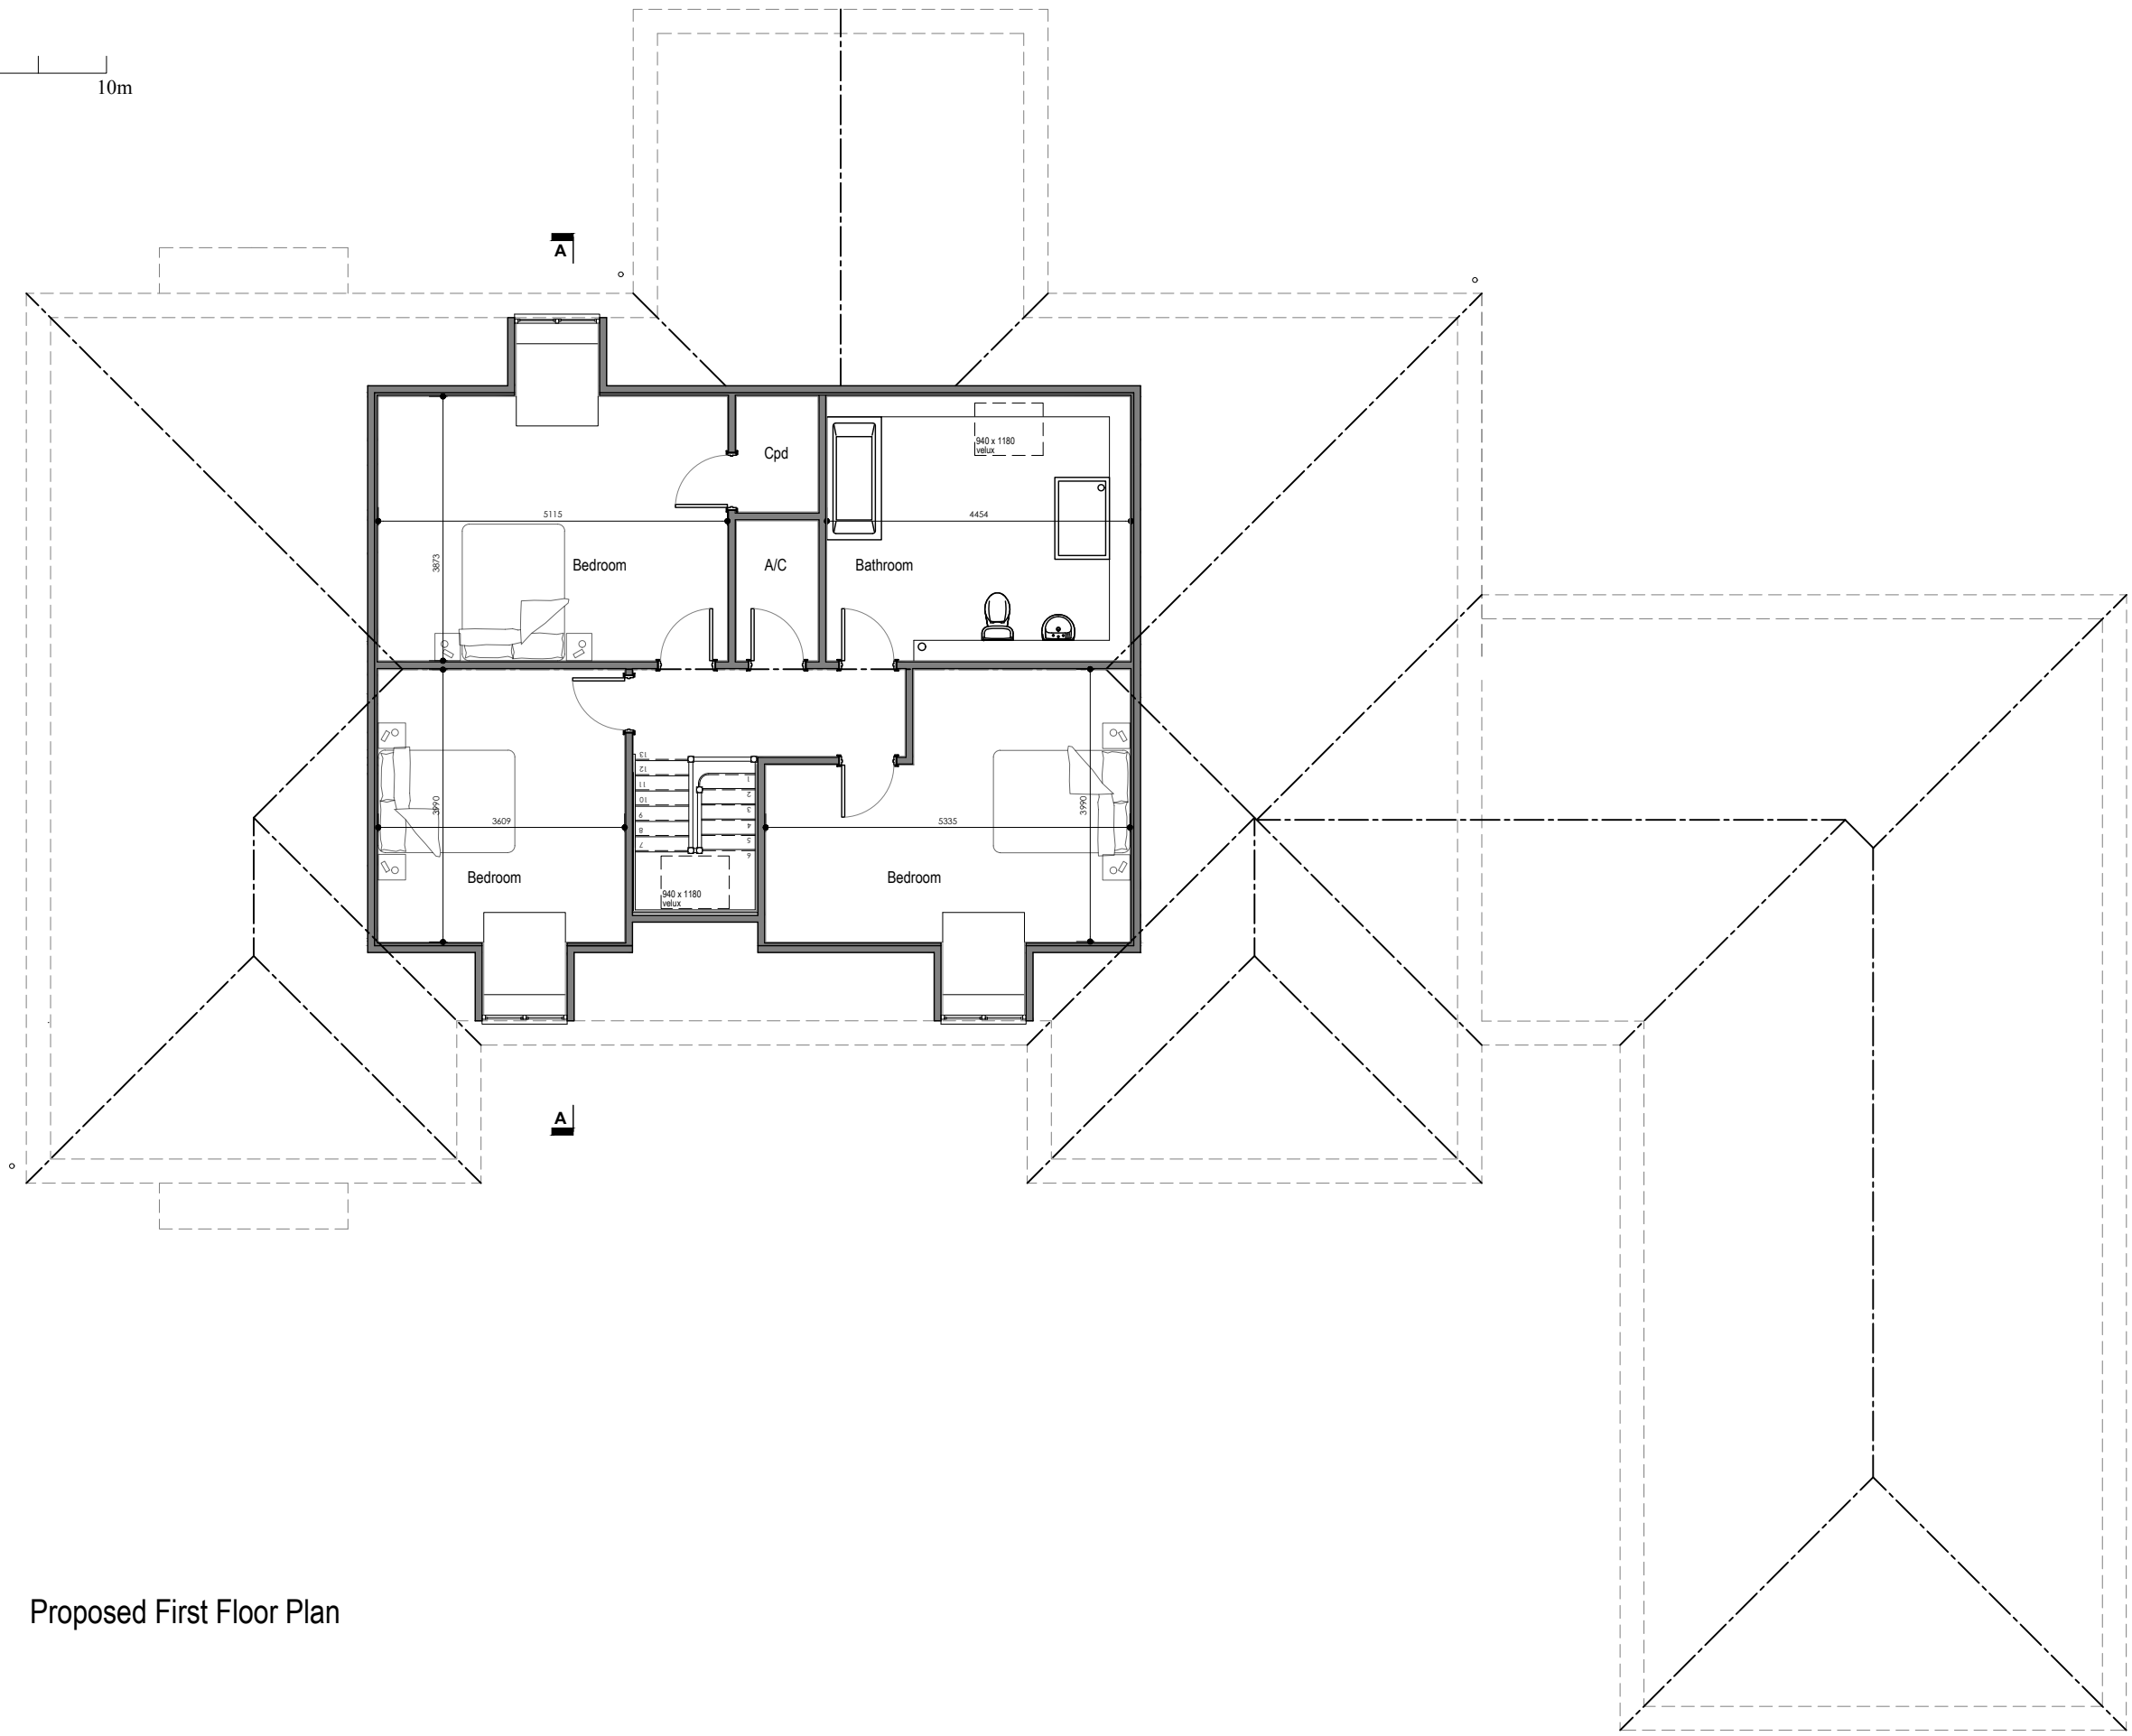 10m
A
940 x 1180
velux
Cpd
5115
4454
3873
Bedroom
A/C
Bathroom
13
12
11
10
9
8
7
1
2
3
4
5
6
3990
3609
5335
3990
Bedroom
Bedroom
940 x 1180
velux
A
Proposed First Floor Plan